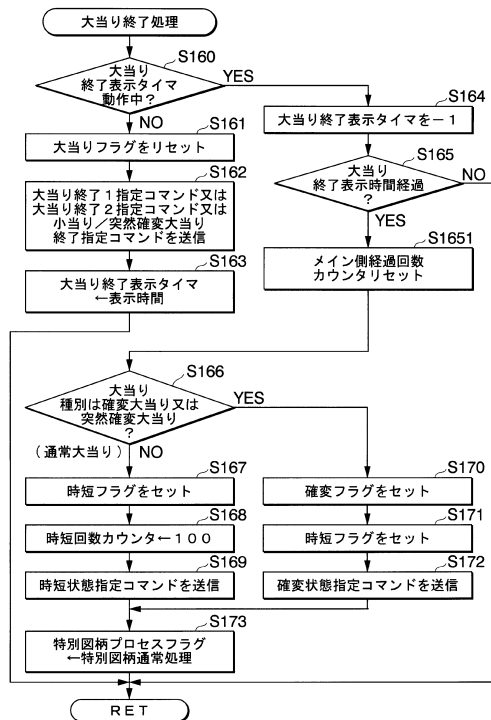 大当り終了処理
S160
大当り
終了表示タイマ
動作中？
YES
NO
S161
大当りフラグをリセット
S162
大当り終了１指定コマンド又は
大当り終了２指定コマンド又は
小当り／突然確変大当り
終了指定コマンドを送信
S163
大当り終了表示タイマ
←表示時間
S164
大当り終了表示タイマを－１
S165
大当り
終了表示時間経過
？
NO
YES
S1651
メイン側経過回数
カウンタリセット
S166
大当り
種別は確変大当り又は
突然確変大当り
？
YES
（通常大当り）
NO
S167
時短フラグをセット
S168
時短回数カウンタ←１００
S169
時短状態指定コマンドを送信
S170
確変フラグをセット
S171
時短フラグをセット
S172
確変状態指定コマンドを送信
S173
特別図柄プロセスフラグ
←特別図柄通常処理
ＲＥＴ